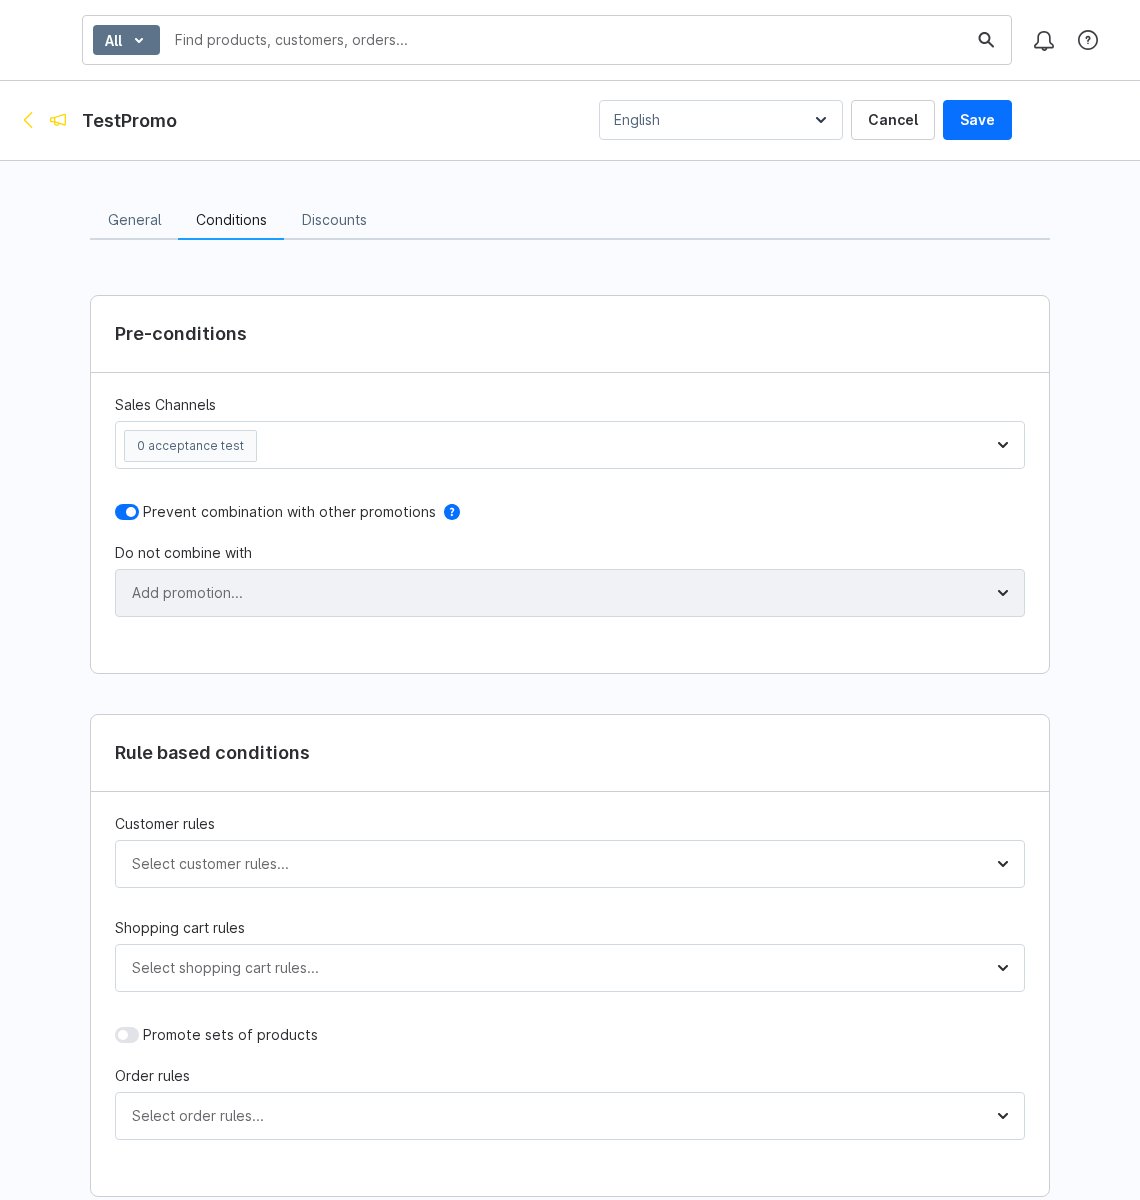 All
Find products, customers, orders...
TestPromo
English
Cancel
Save
General
Conditions
Discounts
Pre-conditions
Sales Channels
0 acceptance test
Prevent combination with other promotions ?
Do not combine with
Add promotion...
Rule based conditions
Customer rules
Select customer rules...
Shopping cart rules
Select shopping cart rules...
Promote sets of products
Order rules
Select order rules...